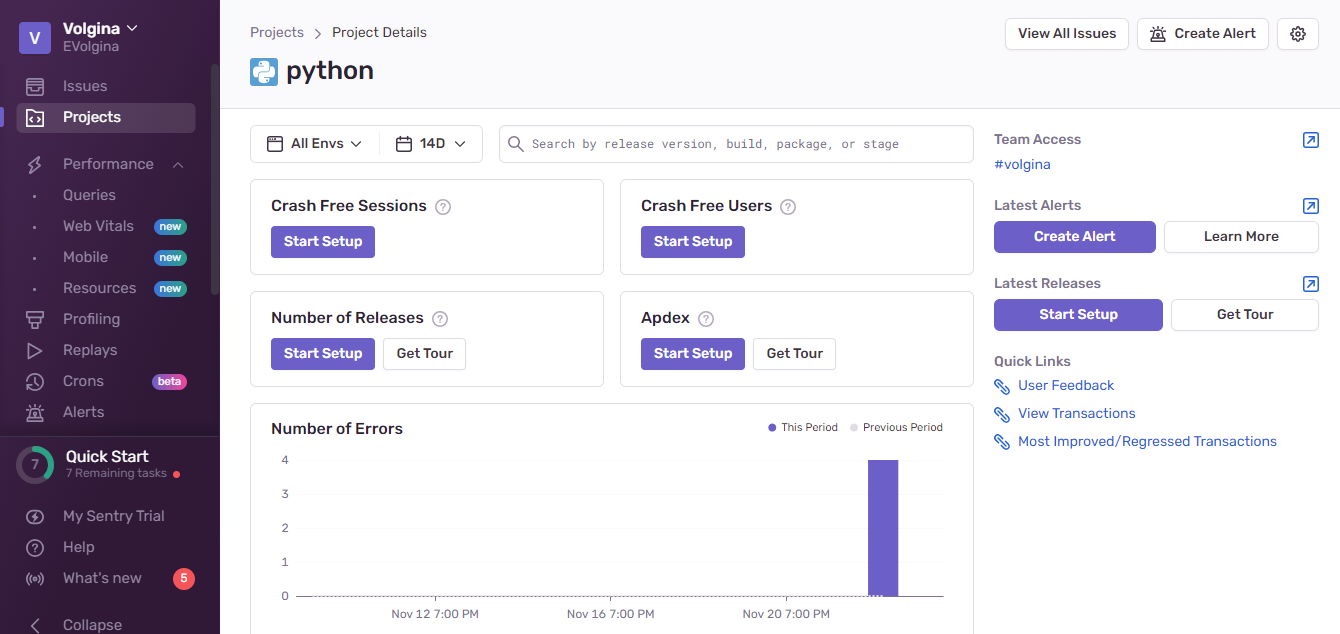 V
Volgina
EVolgina
Issues
Projects
Performance
Queries
Web Vitals new
Mobile new
Resources new
Profiling
Replays
Crons beta
Alerts
7
Quick Start
7 Remaining tasks
My Sentry Trial
Help
What's new 5
Collapse
Projects > Project Details
python
View All Issues
Create Alert
All Envs
14D
Search by release version, build, package, or stage
Crash Free Sessions ?
Start Setup
Crash Free Users ?
Start Setup
Number of Releases ?
Start Setup Get Tour
Apdex ?
Start Setup Get Tour
Number of Errors
This Period Previous Period
4
3
2
1
0
Nov 12 7:00 PM Nov 16 7:00 PM Nov 20 7:00 PM
Team Access
#volgina
Latest Alerts
Create Alert Learn More
Latest Releases
Start Setup Get Tour
Quick Links
User Feedback
View Transactions
Most Improved/Regressed Transactions